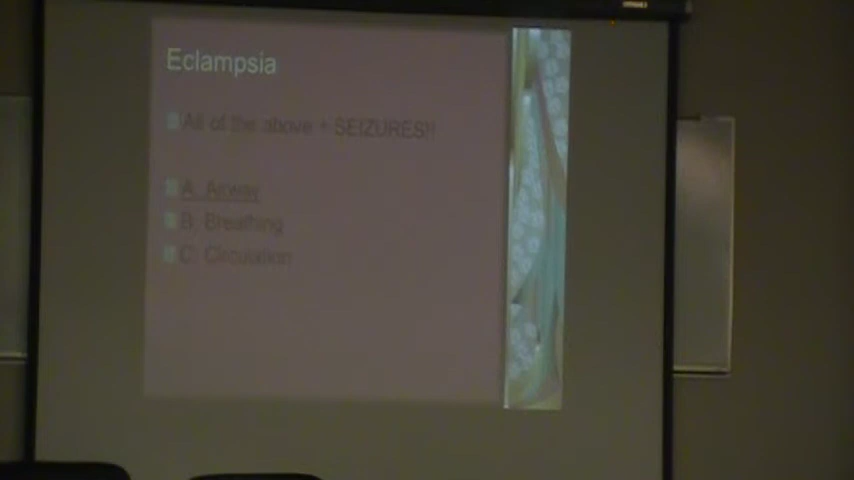 Eclampsia
All of the above + SEIZURES!!
A: Airway
B: Breathing
C: Circulation